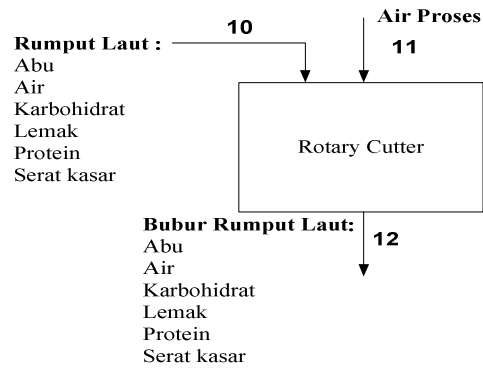 10
Air Proses
11
Rumput Laut :
Abu
Air
Karbohidrat
Lemak
Protein
Serat kasar
Rotary Cutter
Bubur Rumput Laut:
12
Abu
Air
Karbohidrat
Lemak
Protein
Serat kasar